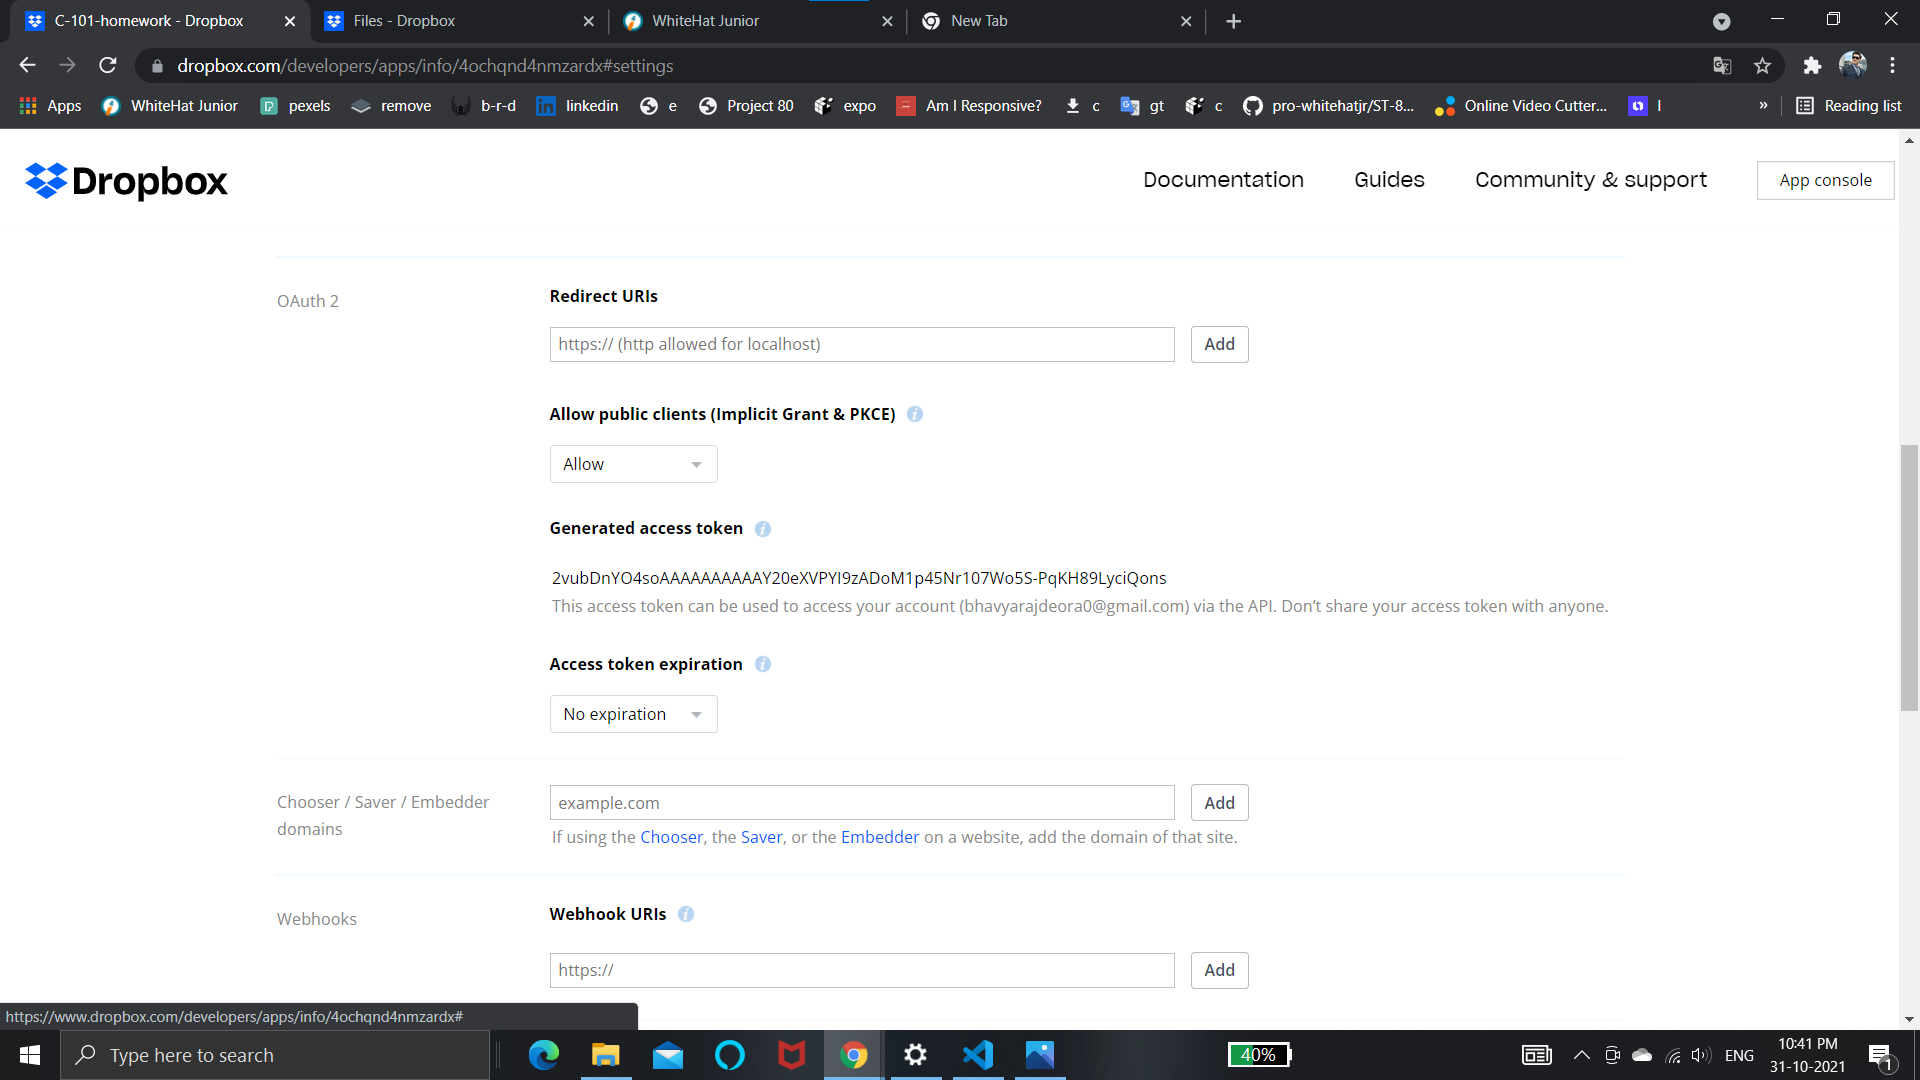 C-101-homework - Dropbox
Files - Dropbox
WhiteHat Junior
New Tab
dropbox.com/developers/apps/info/4ochqnd4nmzardx#settings
Apps
WhiteHat Junior
pexels
remove
b-r-d
linkedin
e
Project 80
expo
Am I Responsive?
c
gt
c
pro-whitehatjr/ST-8...
Online Video Cutter...
I
»
Reading list
Dropbox
Documentation
Guides
Community & support
App console
OAuth 2
Redirect URIs
https:// (http allowed for localhost)
Add
Allow public clients (Implicit Grant & PKCE)
Allow
Generated access token
2vubDnYO4soAAAAAAAAAAY20eXVPYI9zADoM1p45Nr107Wo5S-PqKH89LyciQons
This access token can be used to access your account (bhavyarajdeora0@gmail.com) via the API. Don’t share your access token with anyone.
Access token expiration
No expiration
Chooser / Saver / Embedder
domains
example.com
Add
If using the Chooser, the Saver, or the Embedder on a website, add the domain of that site.
Webhooks
Webhook URIs
https://
Add
https://www.dropbox.com/developers/apps/info/4ochqnd4nmzardx#
Type here to search
40%
ENG
10:41 PM
31-10-2021
1